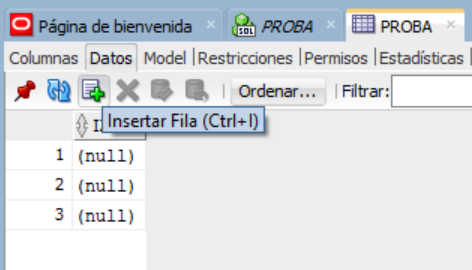 Página de bienvenida × PROBA × PROBA ×
Columnas Datos Model Restricciones Permisos Estadísticas
Ordenar... Filtrar:
Insertar Fila (Ctrl+I)
1 (null)
2 (null)
3 (null)